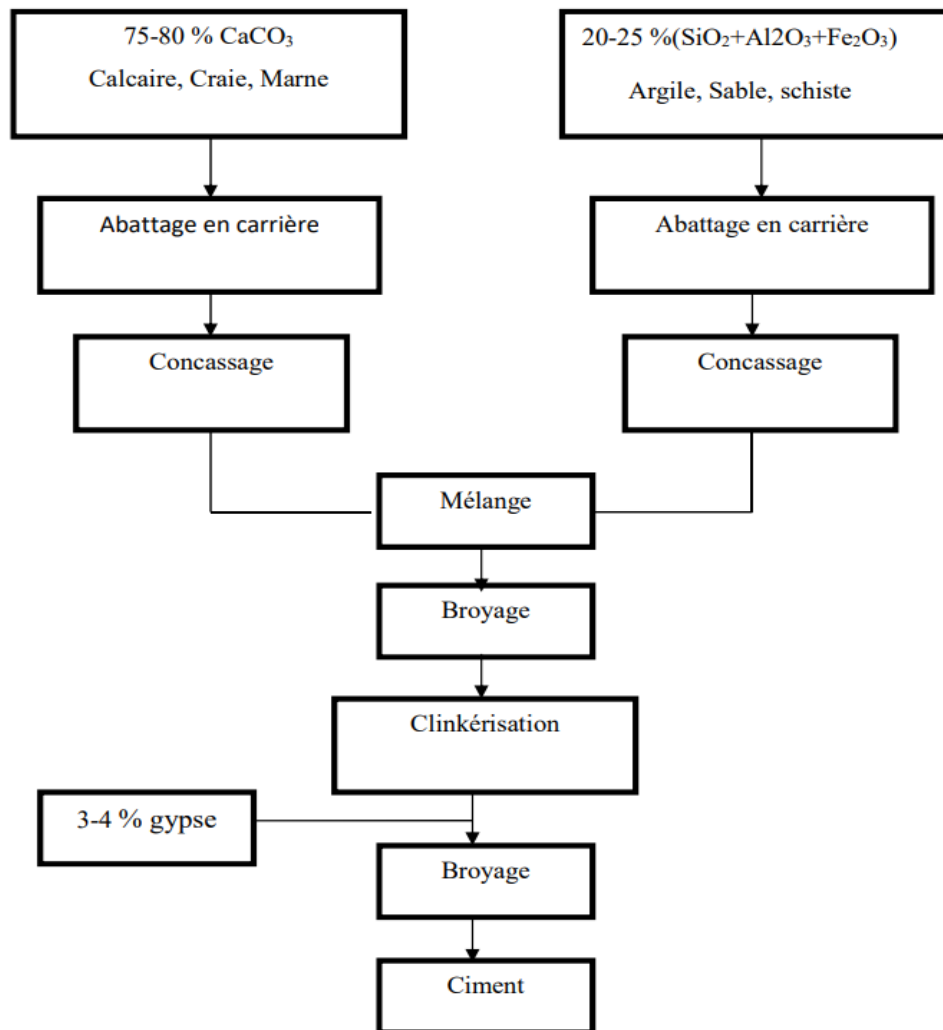 75-80 % CaCO₃
Calcaire, Craie, Marne
20-25 %(SiO₂+Al2O₃+Fe₂O₃)
Argile, Sable, schiste
Abattage en carrière
Abattage en carrière
Concassage
Concassage
Mélange
Broyage
Clinkérisation
3-4 % gypse
Broyage
Ciment